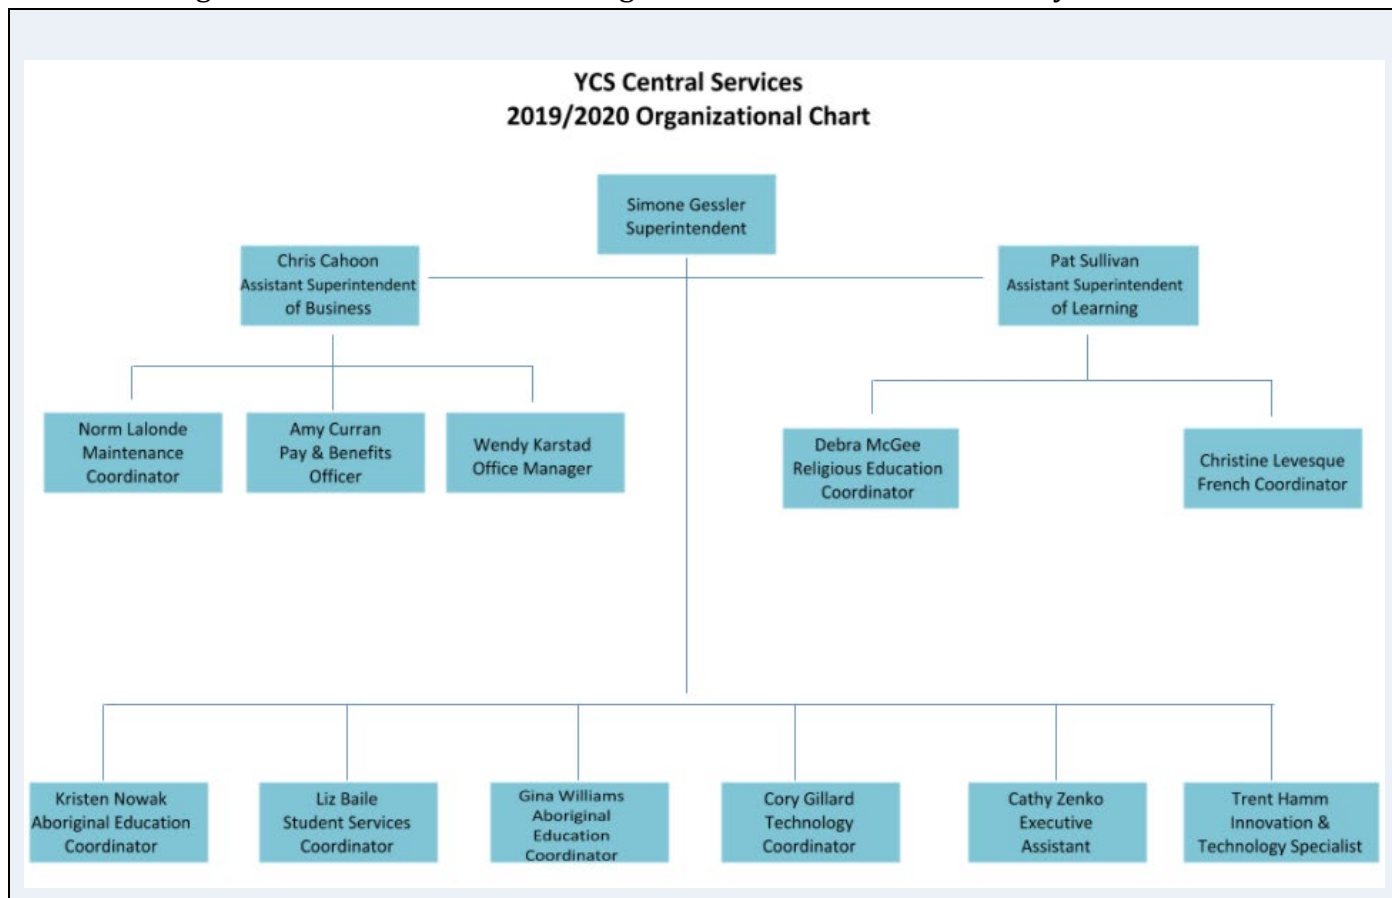 YCS Central Services
2019/2020 Organizational Chart
Simone Gessler
Superintendent
Chris Cahoon
Assistant Superintendent
of Business
Pat Sullivan
Assistant Superintendent
of Learning
Norm Lalonde
Maintenance
Coordinator
Amy Curran
Pay & Benefits
Officer
Wendy Karstad
Office Manager
Debra McGee
Religious Education
Coordinator
Christine Levesque
French Coordinator
Kristen Nowak
Aboriginal Education
Coordinator
Liz Baile
Student Services
Coordinator
Gina Williams
Aboriginal
Education
Coordinator
Cory Gillard
Technology
Coordinator
Cathy Zenko
Executive
Assistant
Trent Hamm
Innovation &
Technology Specialist